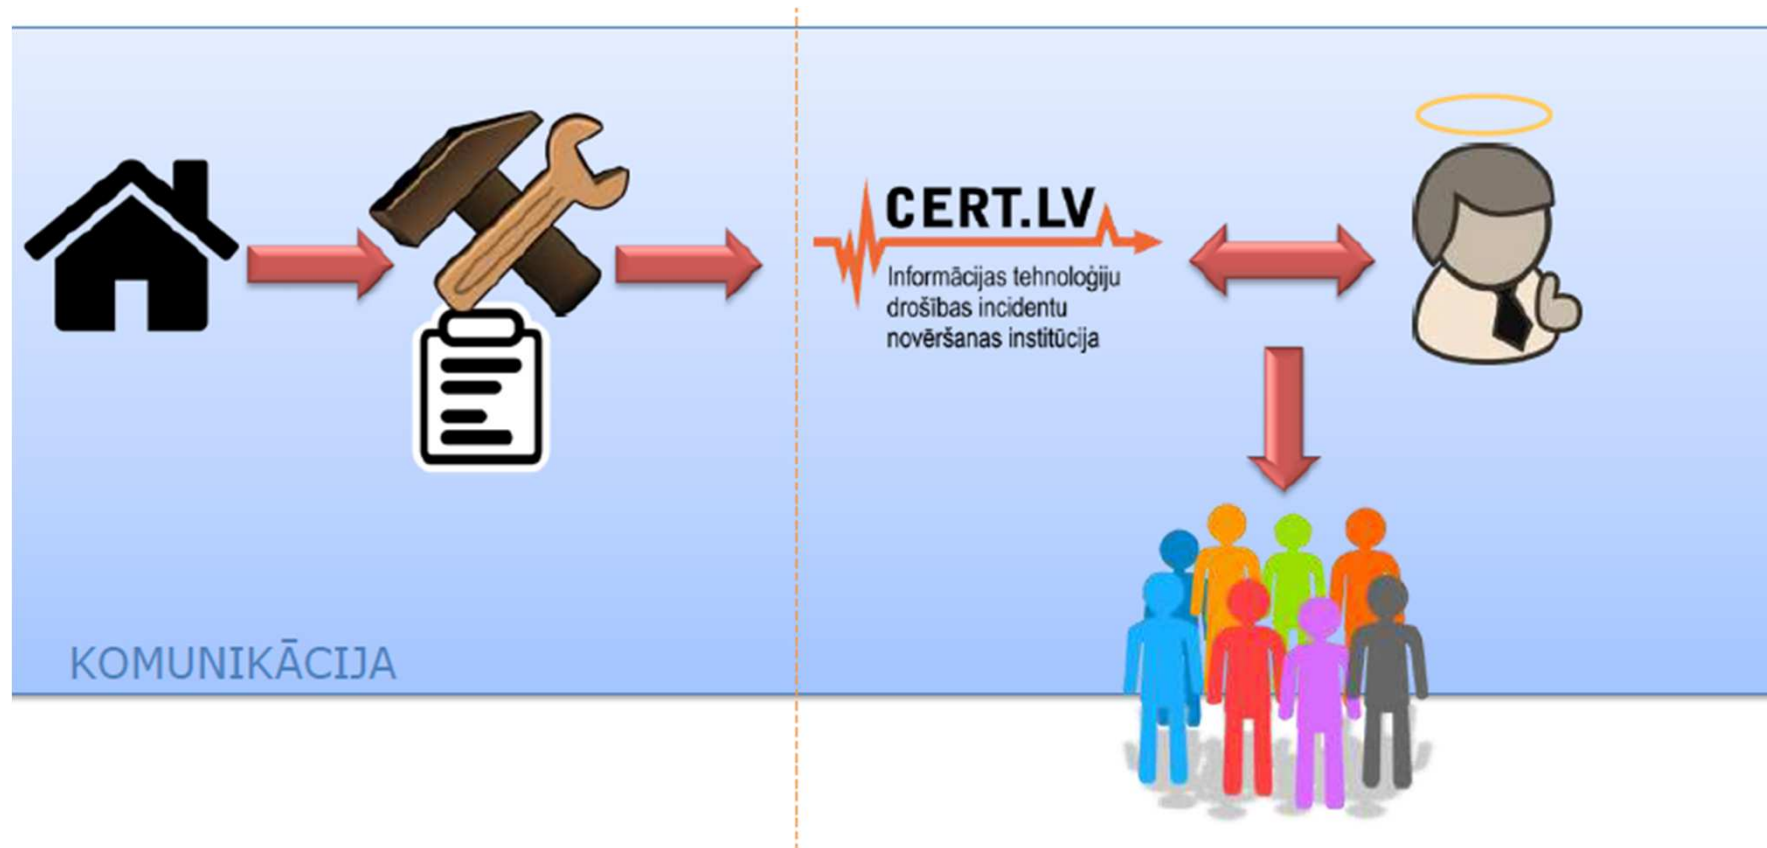 CERT.LV
Informācijas tehnoloģiju
drošības incidentu
novēršanas institūcija
KOMUNIKĀCIJA